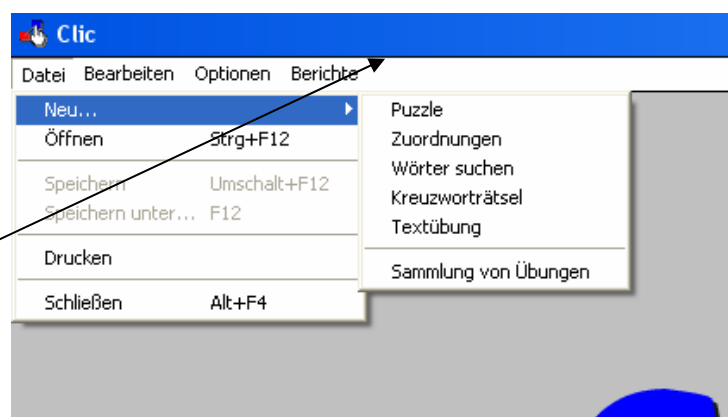 Clic
Datei Bearbeiten Optionen Berichte
Neu...
Öffnen Strg+F12
Speichern Umschalt+F12
Speichern unter... F12
Drucken
Schließen Alt+F4
Puzzle
Zuordnungen
Wörter suchen
Kreuzworträtsel
Textübung
Sammlung von Übungen